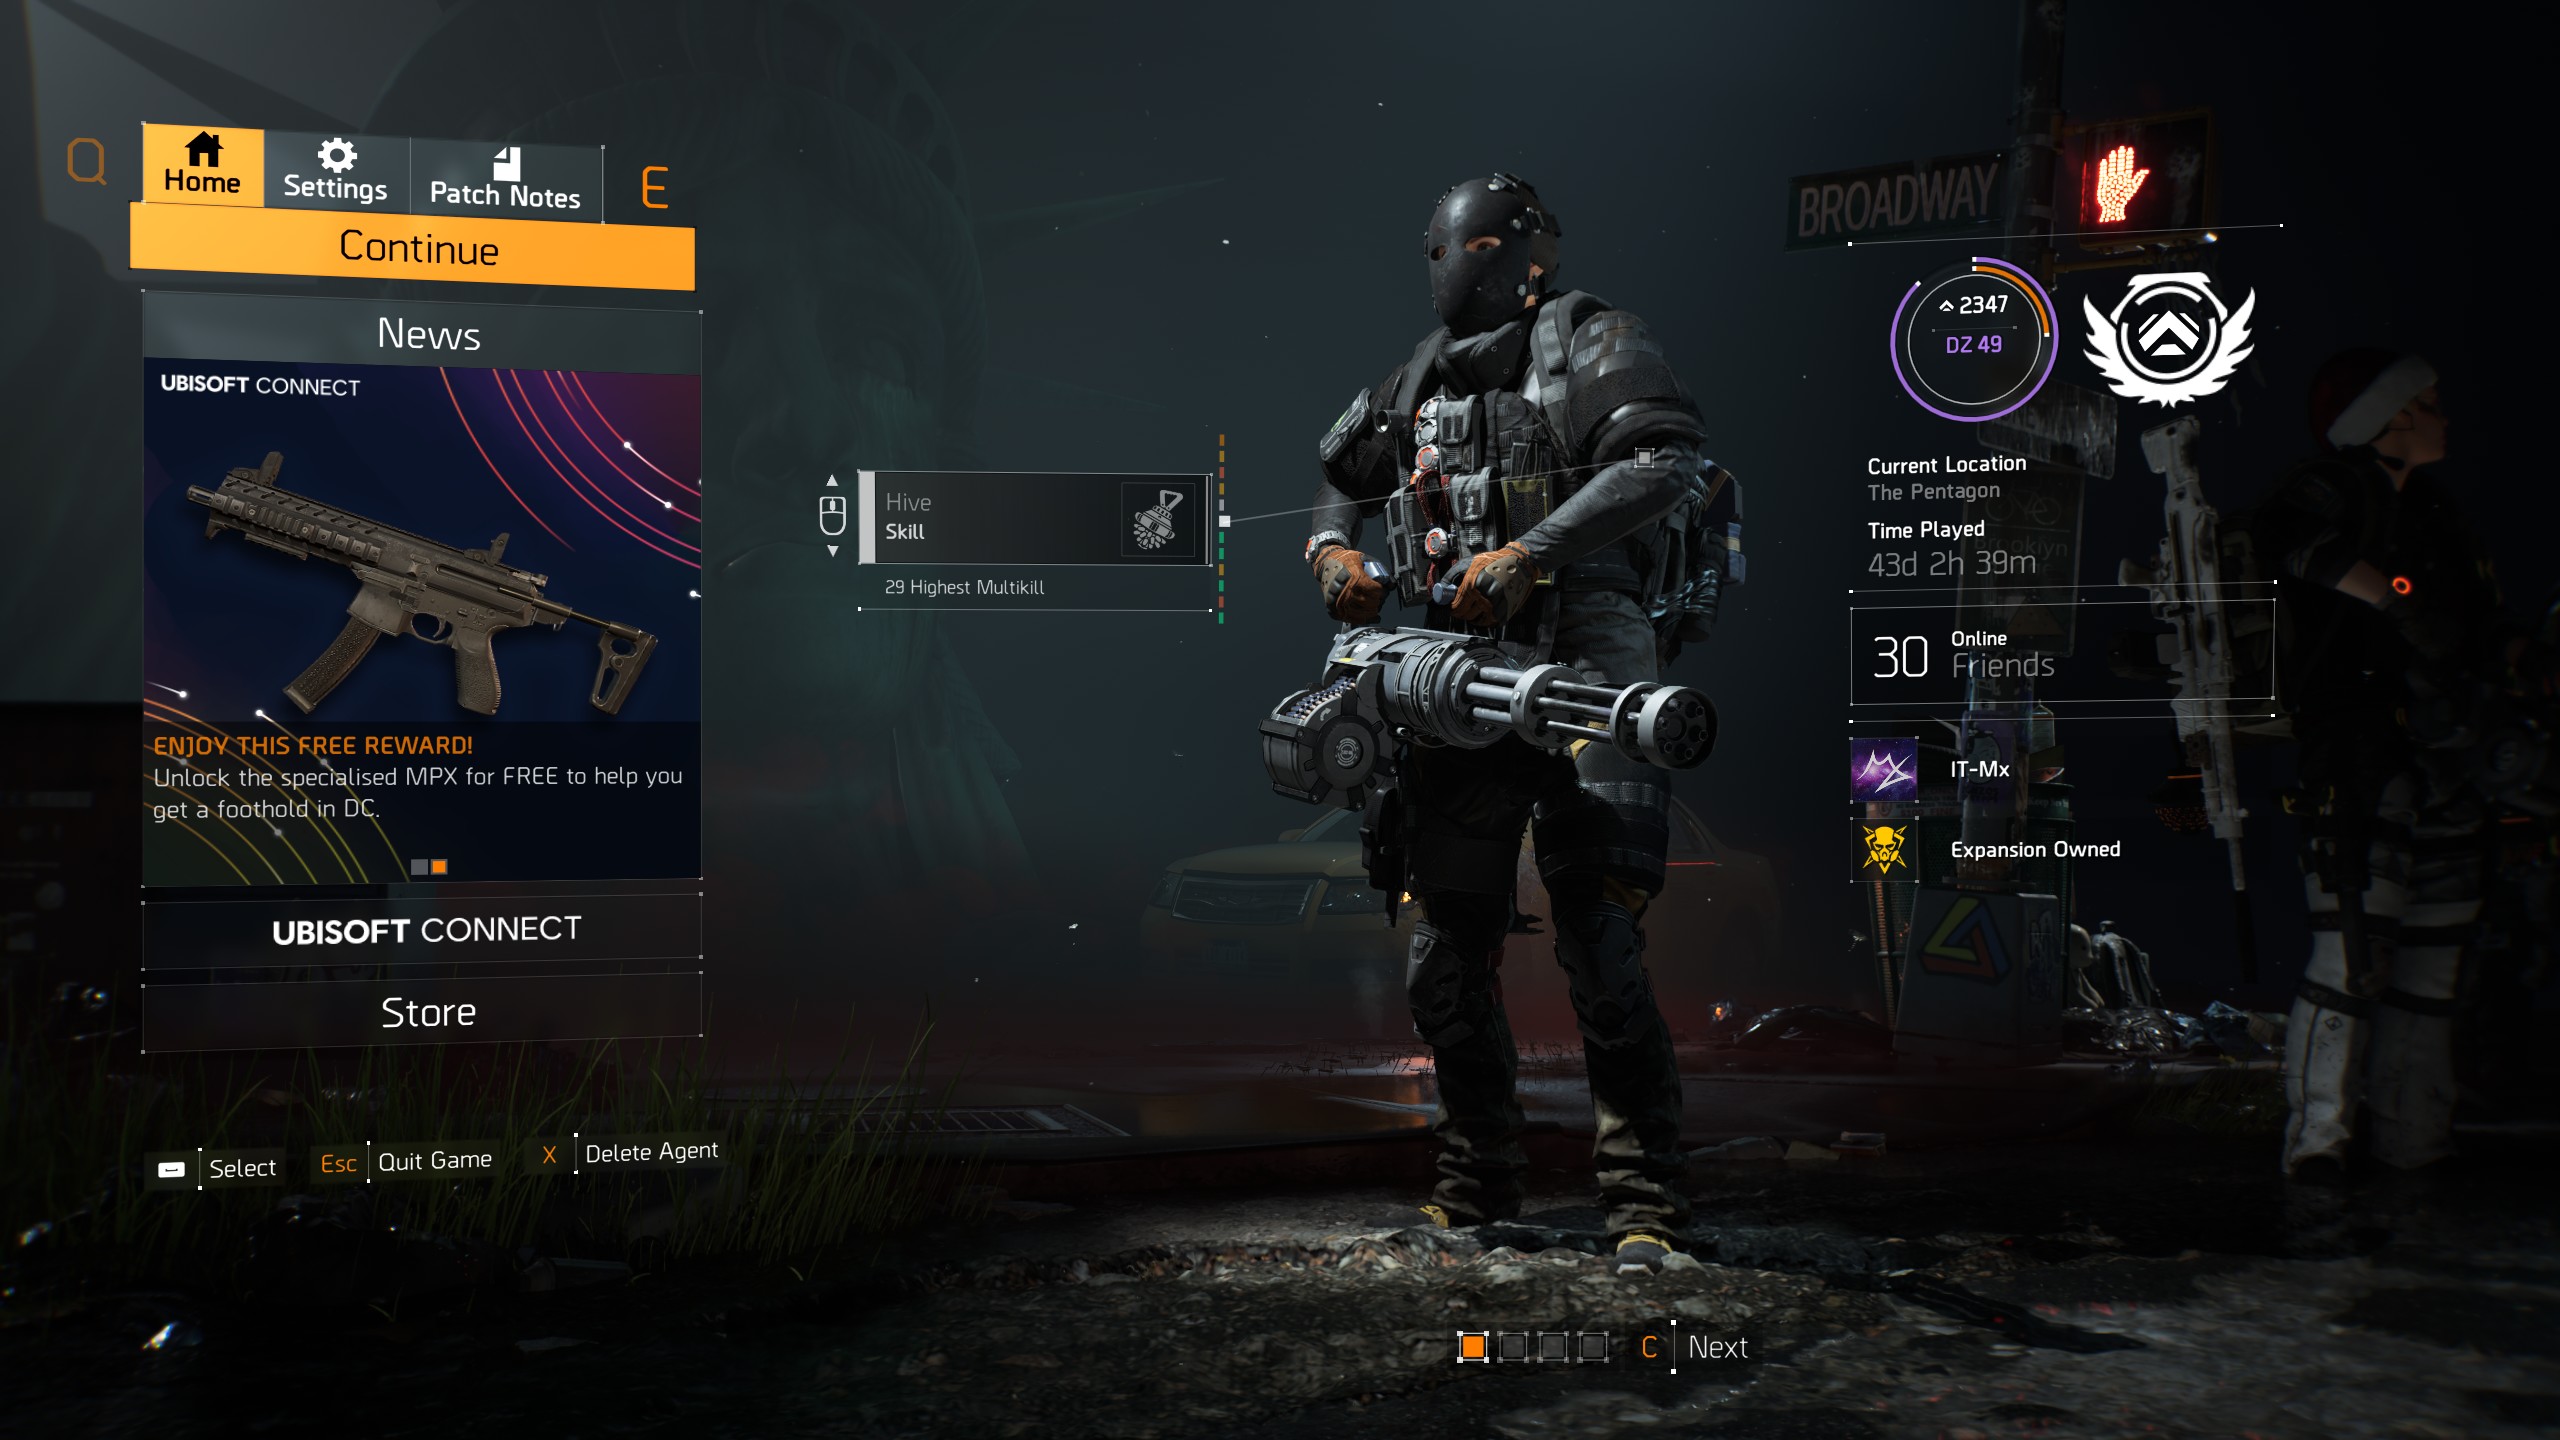 Q
Home
Settings
Patch Notes
E
Continue
News
UBISOFT CONNECT
ENJOY THIS FREE REWARD!
Unlock the specialised MPX for FREE to help you
get a foothold in DC.
UBISOFT CONNECT
Store
Select
Esc
Quit Game
X
Delete Agent
Hive
Skill
29 Highest Multikill
BROADWAY
2347
DZ 49
Current Location
The Pentagon
Time Played
43d 2h 39m
Brooklyn
30
Online
Friends
IT-Mx
Expansion Owned
C
Next